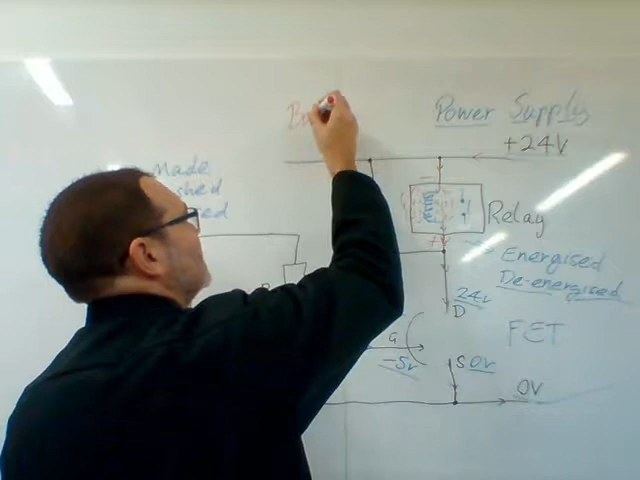 Power Supply
+24V
Made
Relay
Energised
De-energised
24v
D
FET
G
-5v
S 0v
0V